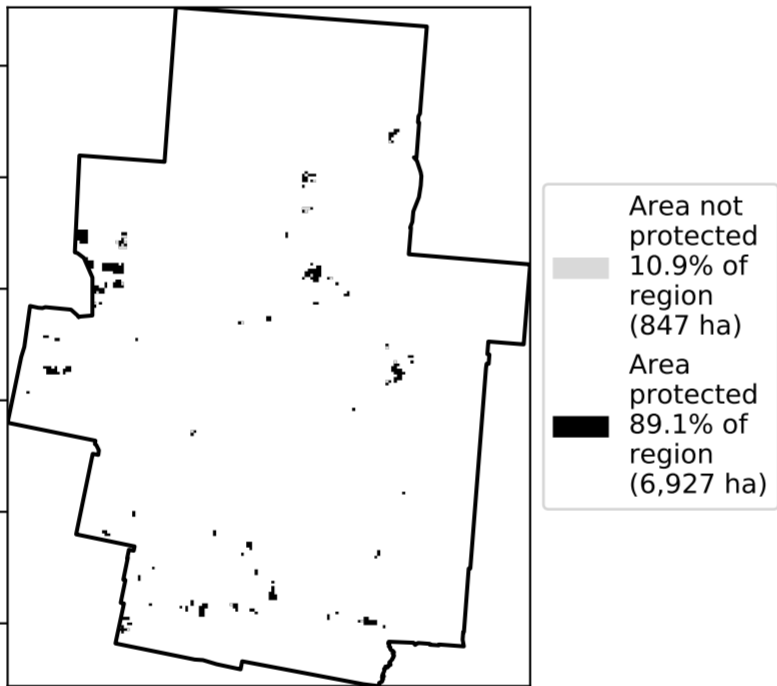 Area not
protected
10.9% of
region
(847 ha)
Area
protected
89.1% of
region
(6,927 ha)